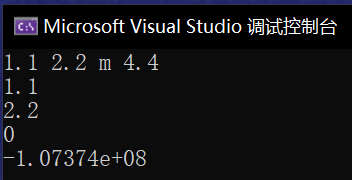 Microsoft Visual Studio 调试控制台
1.1 2.2 m 4.4
1.1
2.2
0
-1.07374e+08